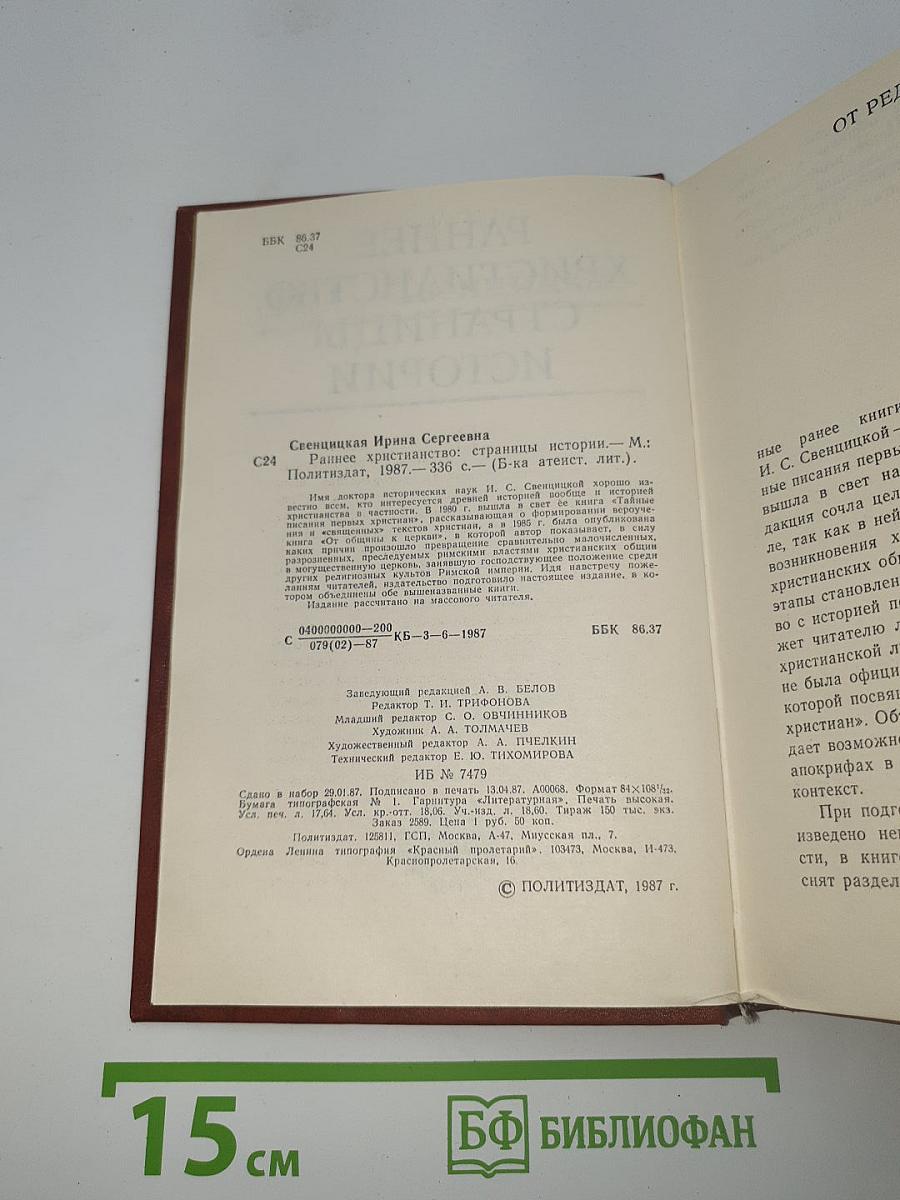 ББК 86.37
С24
Свенцицкая Ирина Сергеевна
С24 Раннее христианство: страницы истории.— М.:
Политиздат, 1987.— 336 с.— (Б-ка атеист. лит.).
Имя доктора исторических наук И. С. Свенцицкой хорошо из-
вестно всем, кто интересуется древней историей вообще и историей
христианства в частности. В 1980 г. вышла в свет ее книга «Тайные
писания первых христиан», рассказывающая о формировании вероуче-
ния и «священных» текстов христиан, а в 1985 г. была опубликована
книга «От общины к церкви», в которой автор показывает, в силу
каких причин произошло превращение сравнительно малочисленных,
разрозненных, преследуемых римскими властями христианских общин
в могущественную церковь, занявшую господствующее положение среди
других религиозных культов Римской империи. Идя навстречу поже-
ланиям читателей, издательство подготовило настоящее издание, в ко-
тором объединены обе вышеназванные книги.
Издание рассчитано на массового читателя.
С 0400000000—200
079(02)—87 КБ—3—6—1987 ББК 86.37
Заведующий редакцией А. В. БЕЛОВ
Редактор Т. И. ТРИФОНОВА
Младший редактор С. О. ОВЧИННИКОВ
Художник А. А. ТОЛМАЧЕВ
Художественный редактор А. А. ПЧЕЛКИН
Технический редактор Е. Ю. ТИХОМИРОВА
ИБ № 7479
Сдано в набор 29.01.87. Подписано в печать 13.04.87. А00068. Формат 84×108¹/₃₂.
Бумага типографская № 1. Гарнитура «Литературная». Печать высокая.
Усл. печ. л. 17,64. Усл. кр.-отт. 18,06. Уч.-изд. л. 18,60. Тираж 150 тыс. экз.
Заказ 2589. Цена 1 руб. 50 коп.
Политиздат. 125811, ГСП, Москва, А-47, Миусская пл., 7.
Ордена Ленина типография «Красный пролетарий». 103473, Москва, И-473,
Краснопролетарская, 16.
© ПОЛИТИЗДАТ, 1987 г.
ОТ РЕД
ные ранее книги
И. С. Свенцицкой —
ные писания первы
вышла в свет на
дакция сочла цел
ле, так как в ней
возникновения х
христианских об
этапы становлен
во с историей п
жет читателю л
христианской л
не была офици
которой посвя
христиан». Об
дает возможно
апокрифах в
контекст.
При подго
изведено не
сти, в книг
снят раздел
15 см
БФ БИБЛИОФАН